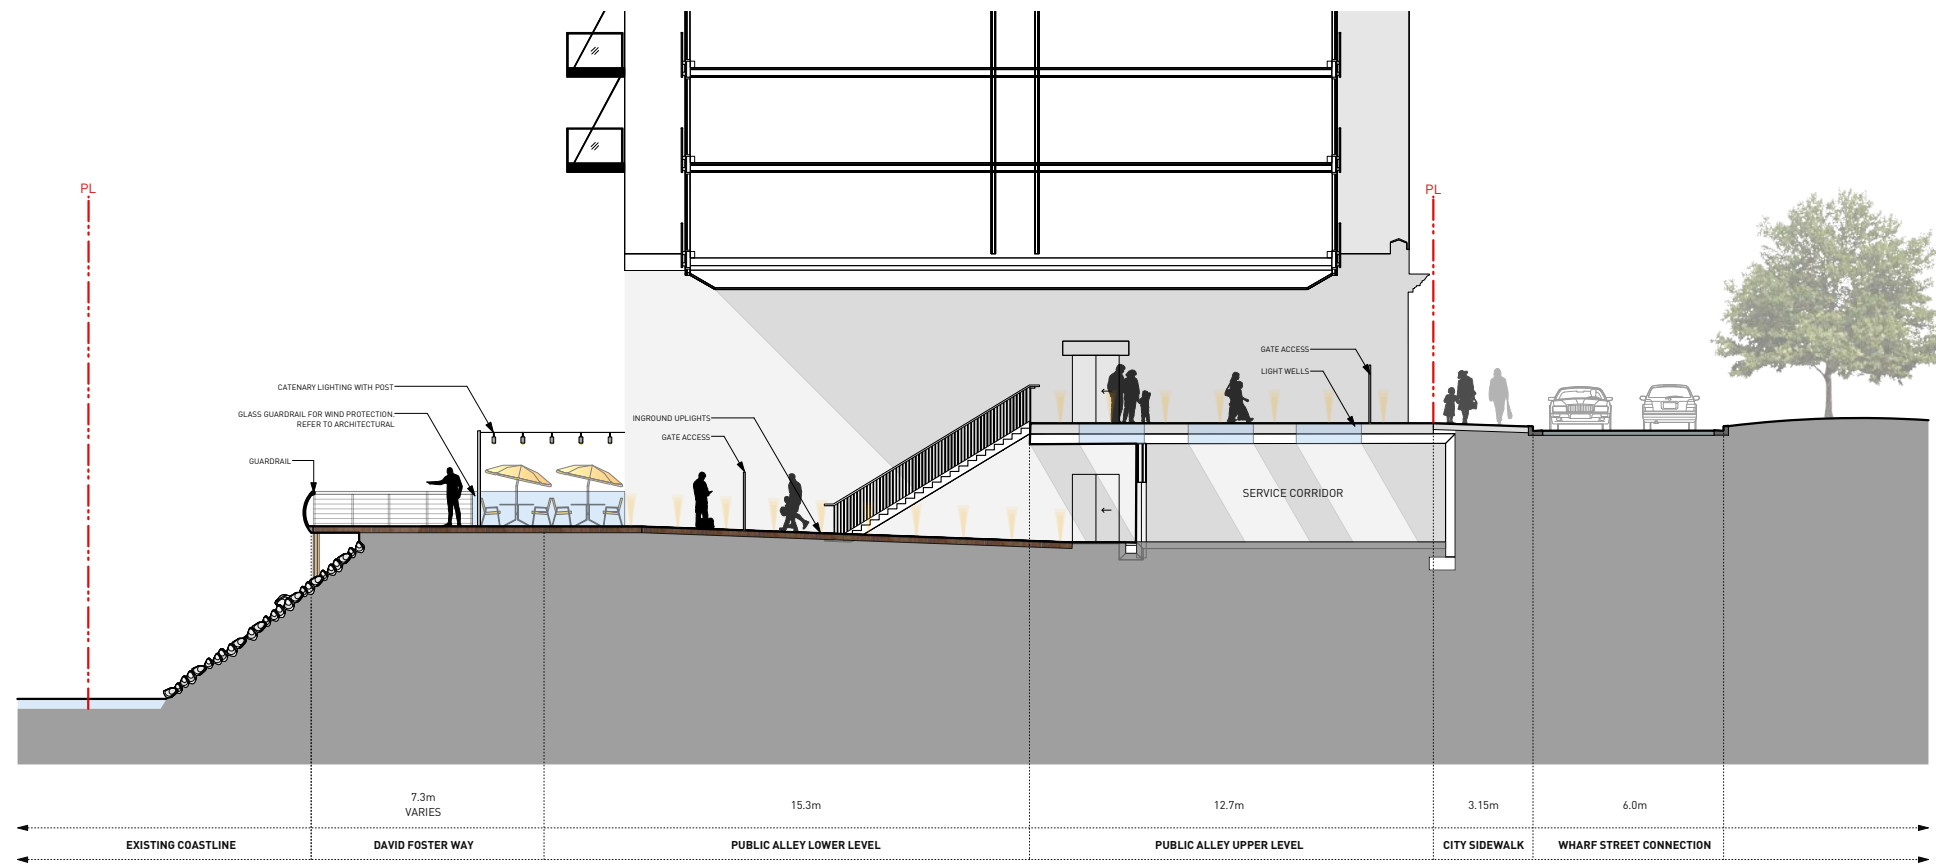 PL
PL
GATE ACCESS
LIGHT WELLS
CATENARY LIGHTING WITH POST
GLASS GUARDRAIL FOR WIND PROTECTION.
REFER TO ARCHITECTURAL
INGROUND UPLIGHTS
GATE ACCESS
GUARDRAIL
SERVICE CORRIDOR
7.3m
VARIES
15.3m
12.7m
3.15m
6.0m
EXISTING COASTLINE
DAVID FOSTER WAY
PUBLIC ALLEY LOWER LEVEL
PUBLIC ALLEY UPPER LEVEL
CITY SIDEWALK
WHARF STREET CONNECTION